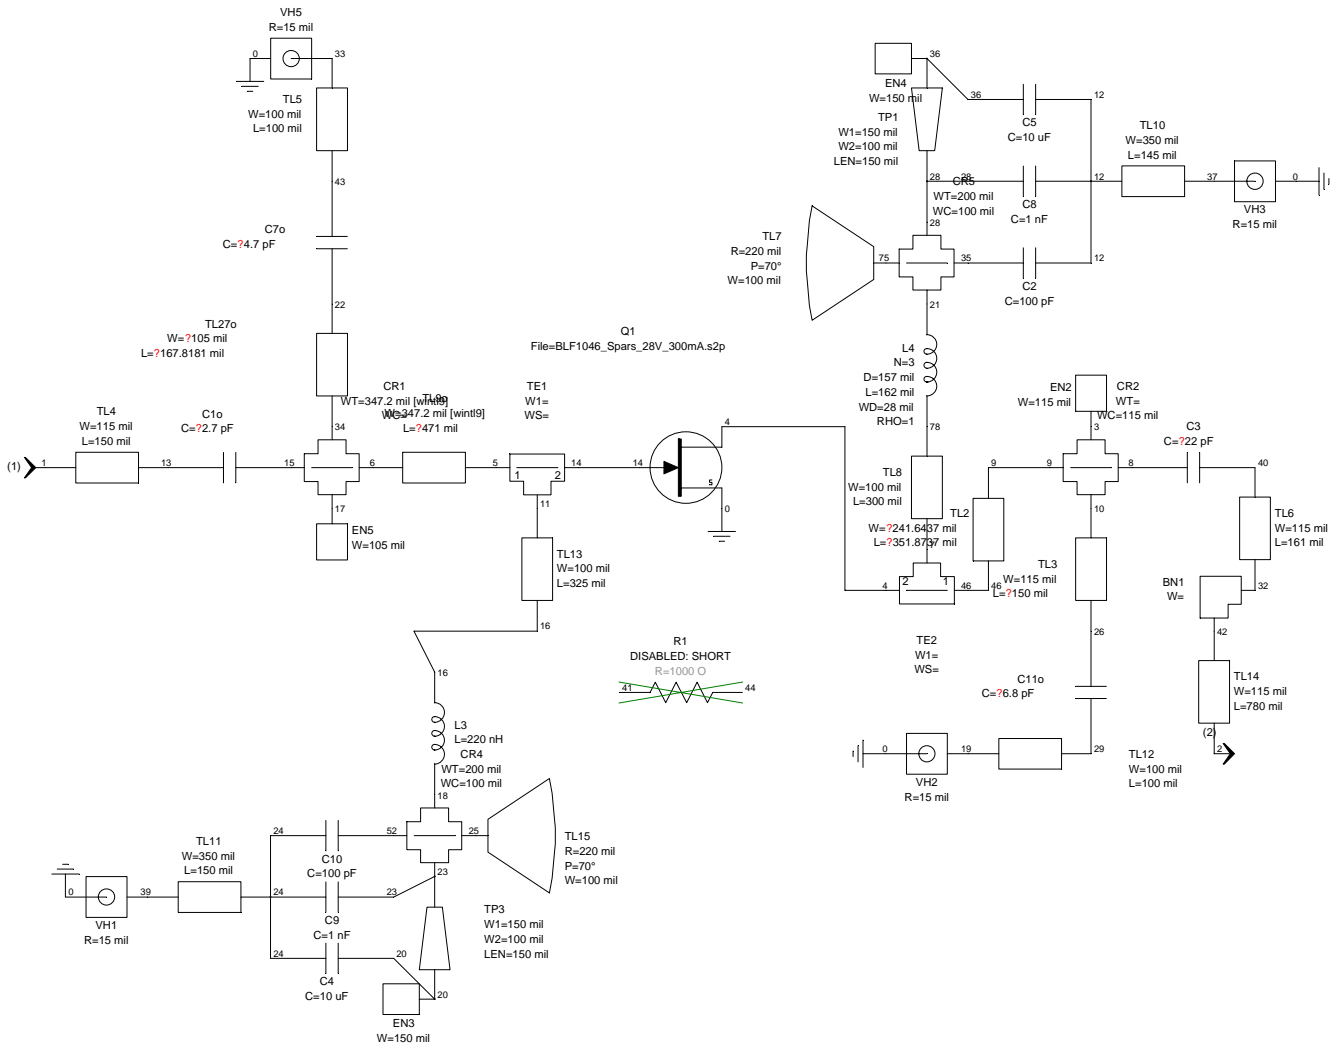 VH5
R=15 mil
0
33
TL5
W=100 mil
L=100 mil
43
C7o
C=?4.7 pF
22
TL27o
W=?105 mil
L=?167.8181 mil
34
CR1
WT=347.2 mil [wintl9]
WC=
TL9o
W=347.2 mil [wintl9]
L=?471 mil
TE1
W1=
WS=
Q1
File=BLF1046_Spars_28V_300mA.s2p
TL4
W=115 mil
L=150 mil
C1o
C=?2.7 pF
(1)
1
13
15
6
5
1
2
14
14
4
5
0
17
EN5
W=105 mil
11
TL13
W=100 mil
L=325 mil
16
16
L3
L=220 nH
CR4
WT=200 mil
WC=100 mil
18
R1
DISABLED: SHORT
R=1000 O
41
44
TL11
W=350 mil
L=150 mil
24
C10
C=100 pF
52
25
TL15
R=220 mil
P=70°
W=100 mil
0
VH1
R=15 mil
39
24
C9
C=1 nF
23
23
TP3
W1=150 mil
W2=100 mil
LEN=150 mil
24
C4
C=10 uF
20
20
EN3
W=150 mil
36
EN4
W=150 mil
36
C5
C=10 uF
12
TP1
W1=150 mil
W2=100 mil
LEN=150 mil
28
28
CR5
WT=200 mil
WC=100 mil
28
C8
C=1 nF
12
TL10
W=350 mil
L=145 mil
37
VH3
R=15 mil
0
TL7
R=220 mil
P=70°
W=100 mil
75
35
C2
C=100 pF
12
21
L4
N=3
D=157 mil
L=162 mil
WD=28 mil
RHO=1
78
TL8
W=100 mil
L=300 mil
TL2
W=?241.6437 mil
L=?351.8737 mil
9
9
EN2
W=115 mil
CR2
WT=
WC=115 mil
3
8
C3
C=?22 pF
40
TL6
W=115 mil
L=161 mil
10
TL3
W=115 mil
L=?150 mil
4
2
1
46
46
TE2
W1=
WS=
26
C11o
C=?6.8 pF
BN1
W=
32
42
TL14
W=115 mil
L=780 mil
(2)
2
0
VH2
R=15 mil
19
29
TL12
W=100 mil
L=100 mil